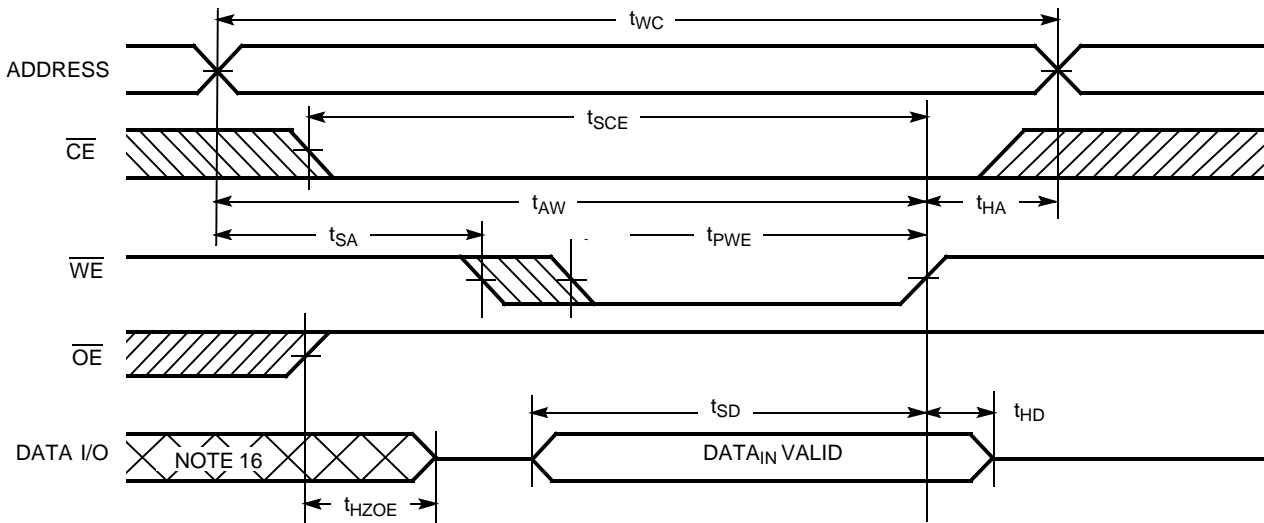 tWC
ADDRESS
tSCE
CE
tAW
tHA
tSA
tPWE
WE
OE
tSD
tHD
DATA I/O
NOTE 16
DATAIN VALID
tHZOE